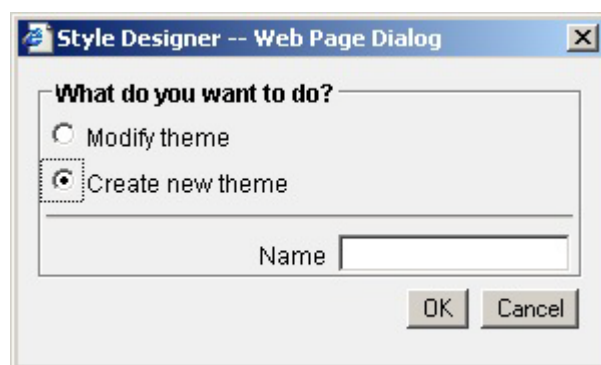 Style Designer -- Web Page Dialog
What do you want to do?
Modify theme
Create new theme
Name
OK Cancel